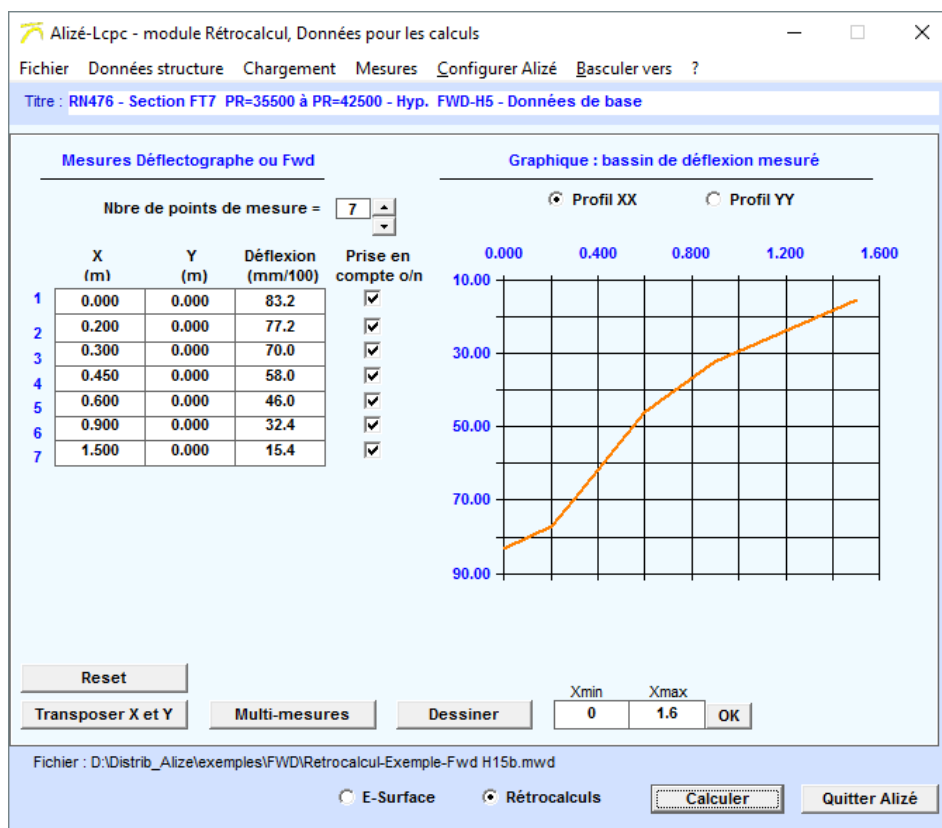 Alizé-Lcpc - module Rétrocalcul, Données pour les calculs
Fichier Données structure Chargement Mesures Configurer Alizé Basculer vers ?
Titre : RN476 - Section FT7 PR=35500 à PR=42500 - Hyp. FWD-H5 - Données de base
Mesures Déflectographe ou Fwd
Nbre de points de mesure = 7
X Y Déflexion Prise en
(m) (m) (mm/100) compte o/n
1 0.000 0.000 83.2
2 0.200 0.000 77.2
3 0.300 0.000 70.0
4 0.450 0.000 58.0
5 0.600 0.000 46.0
6 0.900 0.000 32.4
7 1.500 0.000 15.4
Graphique : bassin de déflexion mesuré
Profil XX Profil YY
0.000 0.400 0.800 1.200 1.600
10.00
30.00
50.00
70.00
90.00
Reset
Transposer X et Y Multi-mesures Dessiner
Xmin Xmax
0 1.6 OK
Fichier : D:\Distrib_Alize\exemples\FWD\Retrocalcul-Exemple-Fwd H15b.mwd
E-Surface Rétrocalculs Calculer Quitter Alizé